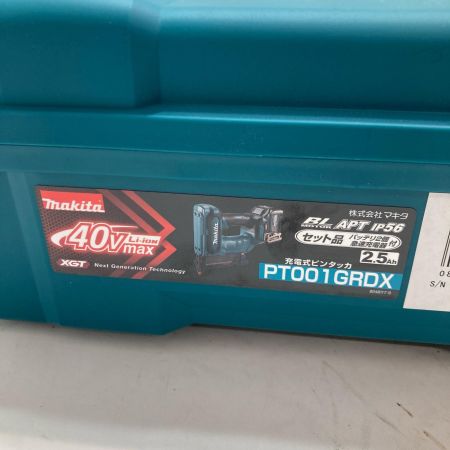 makita
40Vmax Li-ion
XGT Next Generation Technology
株式会社マキタ
BL MOTOR APT IP56
セット品 バッテリ2個 急速充電器 付
充電式ピンタッカ 2.5Ah
PT001GRDX
08
S/N